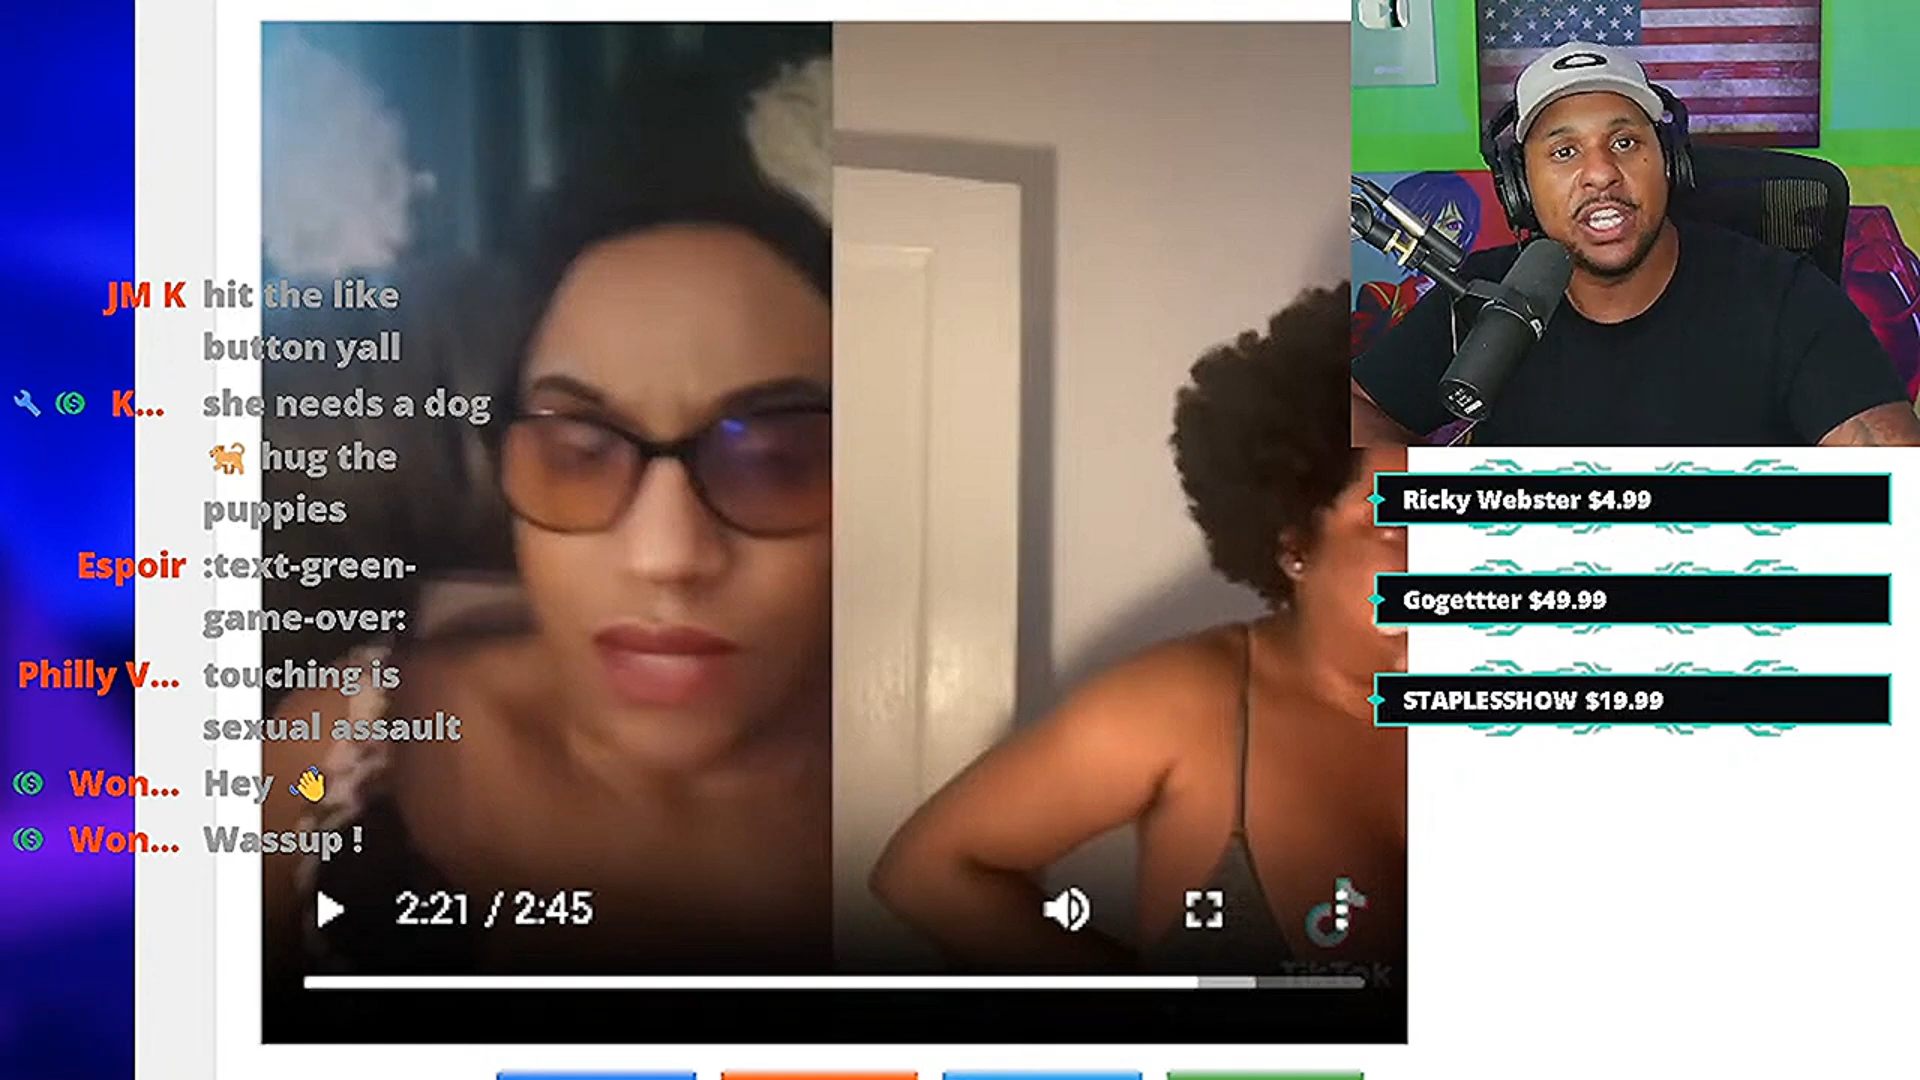 JM K hit the like
button yall
K... she needs a dog
hug the
puppies
Espoir :text-green-
game-over:
Philly V... touching is
sexual assault
Won... Hey
Won... Wassup !
2:21 / 2:45
TikTok
Ricky Webster $4.99
Gogettter $49.99
STAPLESSHOW $19.99